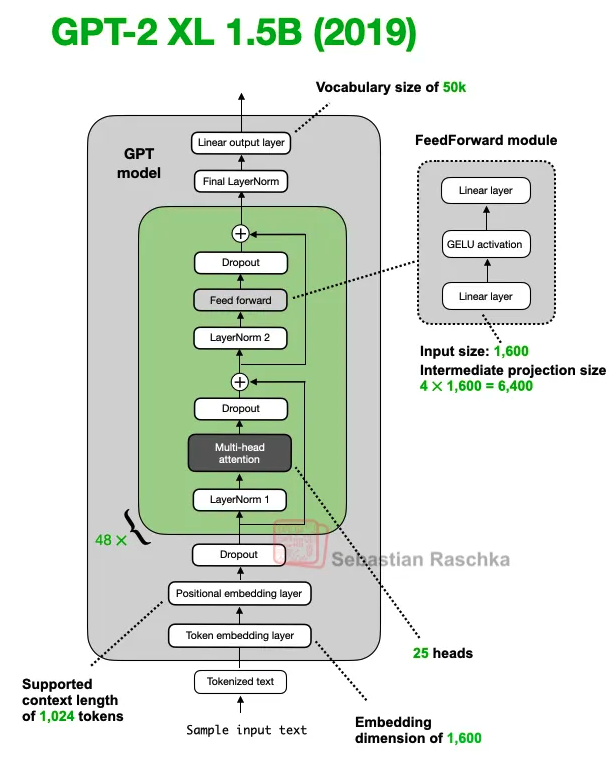 GPT-2 XL 1.5B (2019)
Vocabulary size of 50k
Linear output layer
GPT
model
Final LayerNorm
FeedForward module
Linear layer
GELU activation
Linear layer
Input size: 1,600
Intermediate projection size
4 × 1,600 = 6,400
+
Dropout
Feed forward
LayerNorm 2
+
Dropout
Multi-head
attention
LayerNorm 1
48 ×
{
Dropout
Sebastian Raschka
Positional embedding layer
Token embedding layer
25 heads
Tokenized text
Supported
context length
of 1,024 tokens
Sample input text
Embedding
dimension of 1,600